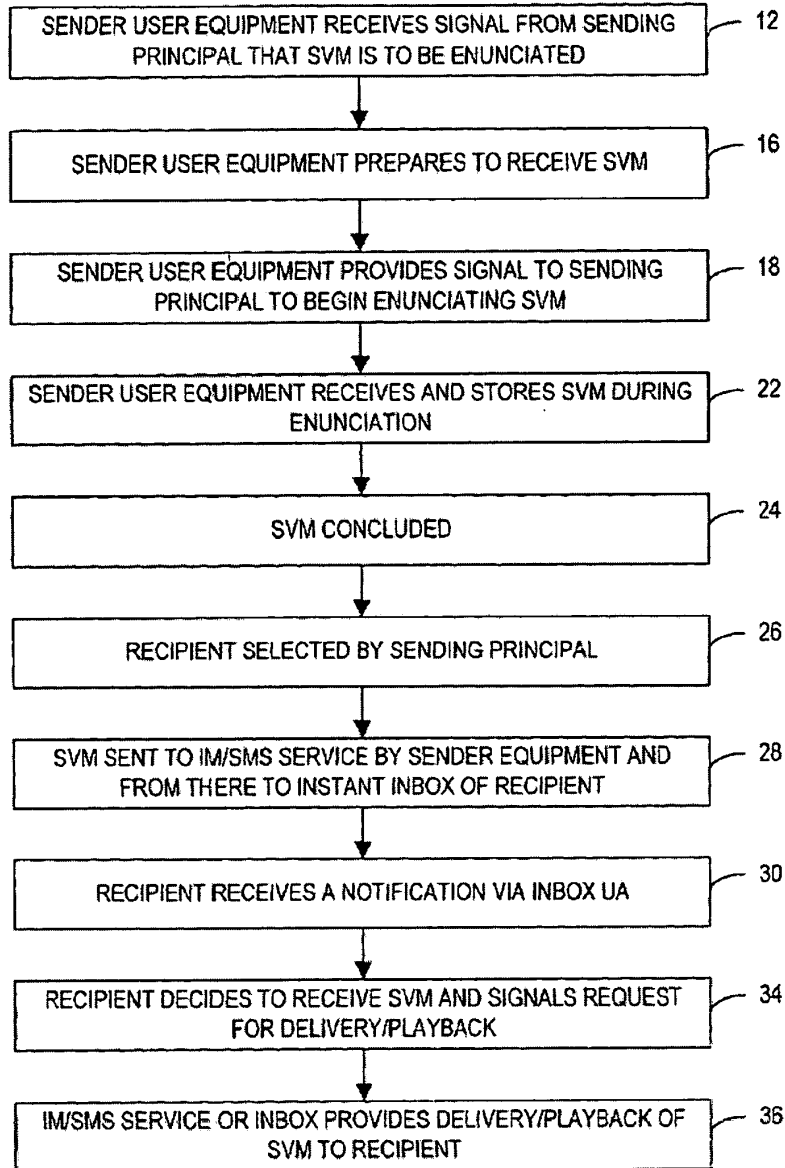 SENDER USER EQUIPMENT RECEIVES SIGNAL FROM SENDING
PRINCIPAL THAT SVM IS TO BE ENUNCIATED
12
SENDER USER EQUIPMENT PREPARES TO RECEIVE SVM
16
SENDER USER EQUIPMENT PROVIDES SIGNAL TO SENDING
PRINCIPAL TO BEGIN ENUNCIATING SVM
18
SENDER USER EQUIPMENT RECEIVES AND STORES SVM DURING
ENUNCIATION
22
SVM CONCLUDED
24
RECIPIENT SELECTED BY SENDING PRINCIPAL
26
SVM SENT TO IM/SMS SERVICE BY SENDER EQUIPMENT AND
FROM THERE TO INSTANT INBOX OF RECIPIENT
28
RECIPIENT RECEIVES A NOTIFICATION VIA INBOX UA
30
RECIPIENT DECIDES TO RECEIVE SVM AND SIGNALS REQUEST
FOR DELIVERY/PLAYBACK
34
IM/SMS SERVICE OR INBOX PROVIDES DELIVERY/PLAYBACK OF
SVM TO RECIPIENT
36